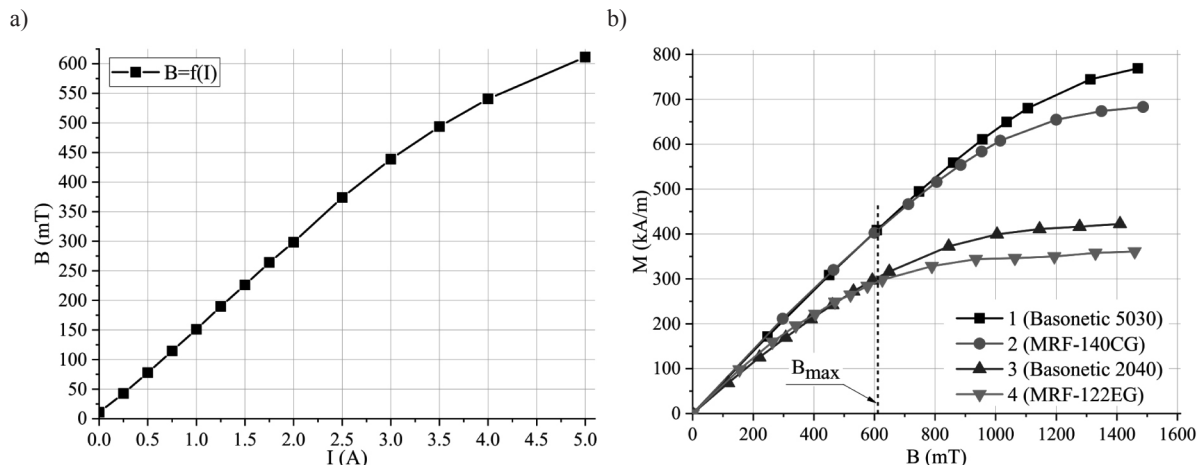 a)
B=f(I)
B (mT)
600
550
500
450
400
350
300
250
200
150
100
50
0
0.0 0.5 1.0 1.5 2.0 2.5 3.0 3.5 4.0 4.5 5.0
I (A)
b)
M (kA/m)
800
700
600
500
400
300
200
100
0
0 200 400 600 800 1000 1200 1400 1600
B (mT)
Bmax
1 (Basonetic 5030)
2 (MRF-140CG)
3 (Basonetic 2040)
4 (MRF-122EG)